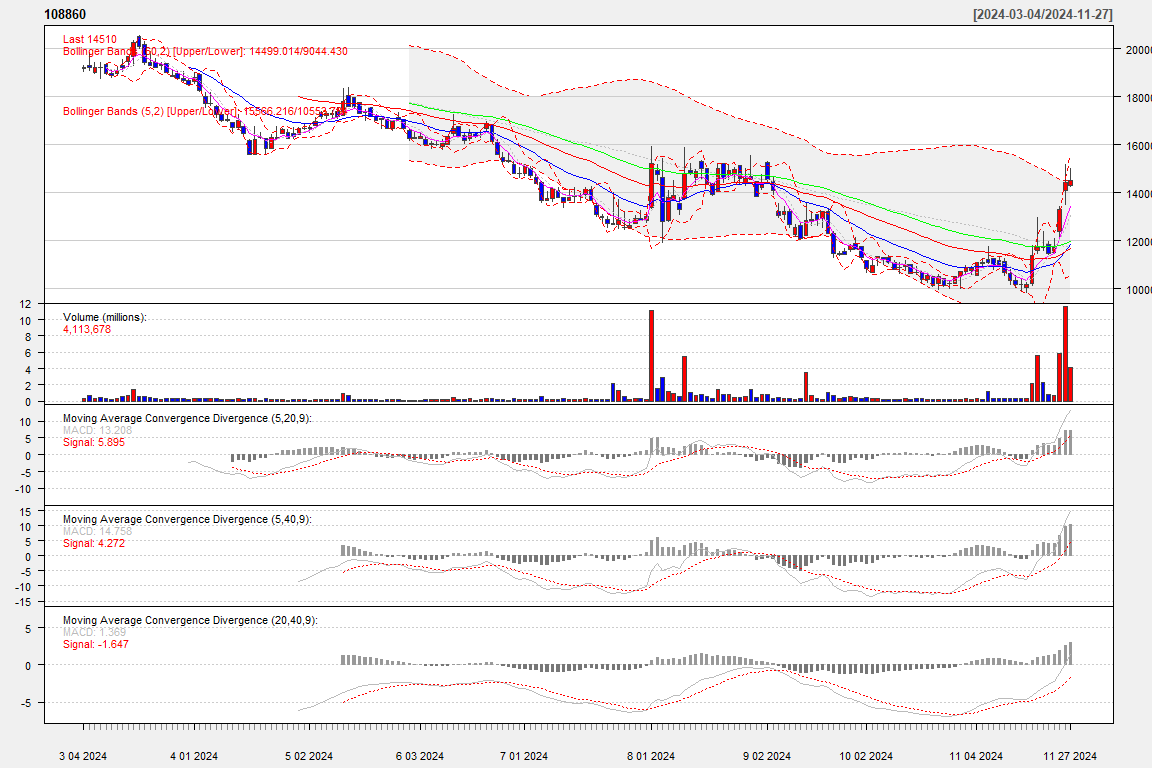 108860 [2024-03-04/2024-11-27]
Last 14510
Bollinger Bands (60,2) [Upper/Lower]: 14499.014/9044.430
Bollinger Bands (5,2) [Upper/Lower]:
20000
18000
16000
14000
12000
10000
Volume (millions):
4,113,678
12
10
8
6
4
2
0
Moving Average Convergence Divergence (5,20,9):
MACD: 13.208
Signal: 5.895
10
5
0
-5
-10
Moving Average Convergence Divergence (5,40,9):
MACD: 14.758
Signal: 4.272
15
10
5
0
-5
-10
-15
Moving Average Convergence Divergence (20,40,9):
MACD: 1.369
Signal: -1.647
5
0
-5
3 04 2024 4 01 2024 5 02 2024 6 03 2024 7 01 2024 8 01 2024 9 02 2024 10 02 2024 11 04 2024 11 27 2024